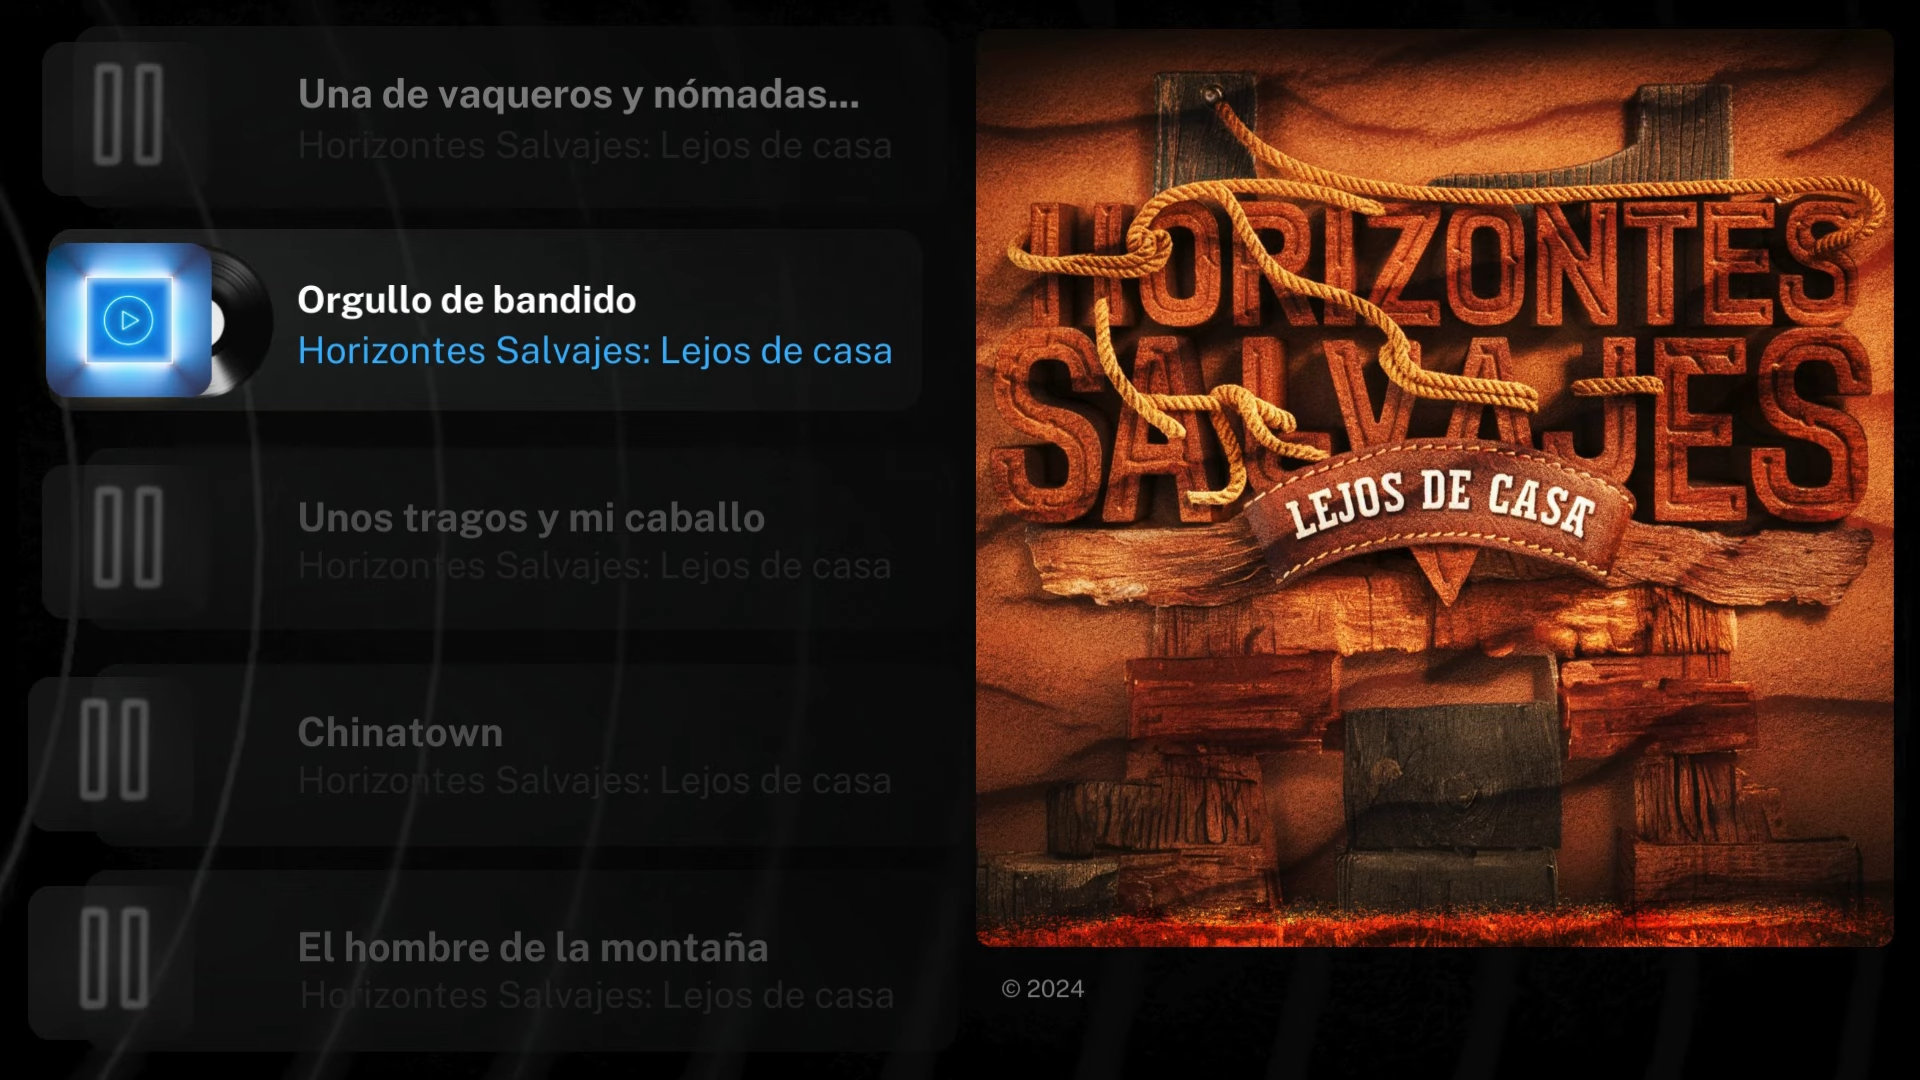 Una de vaqueros y nómadas...
Horizontes Salvajes: Lejos de casa
Orgullo de bandido
Horizontes Salvajes: Lejos de casa
Unos tragos y mi caballo
Horizontes Salvajes: Lejos de casa
Chinatown
Horizontes Salvajes: Lejos de casa
El hombre de la montaña
Horizontes Salvajes: Lejos de casa
HORIZONTES
SALVAJES
LEJOS DE CASA
© 2024